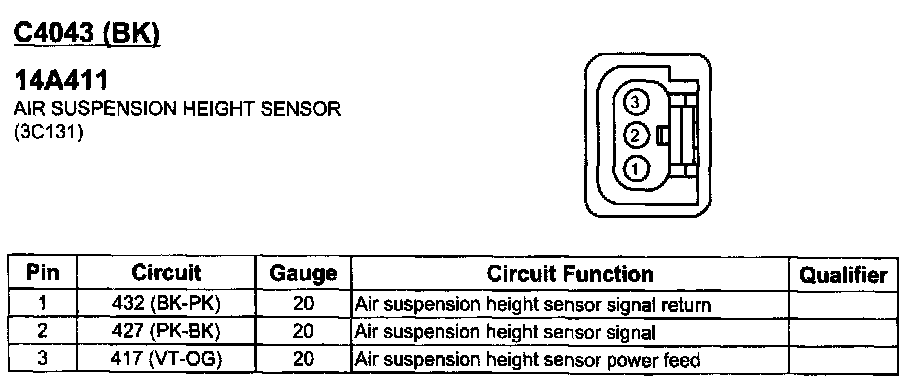 C4043 (BK)
14A411
AIR SUSPENSION HEIGHT SENSOR
(3C131)
3
2
1
Pin Circuit Gauge Circuit Function Qualifier
1 432 (BK-PK) 20 Air suspension height sensor signal return
2 427 (PK-BK) 20 Air suspension height sensor signal
3 417 (VT-OG) 20 Air suspension height sensor power feed